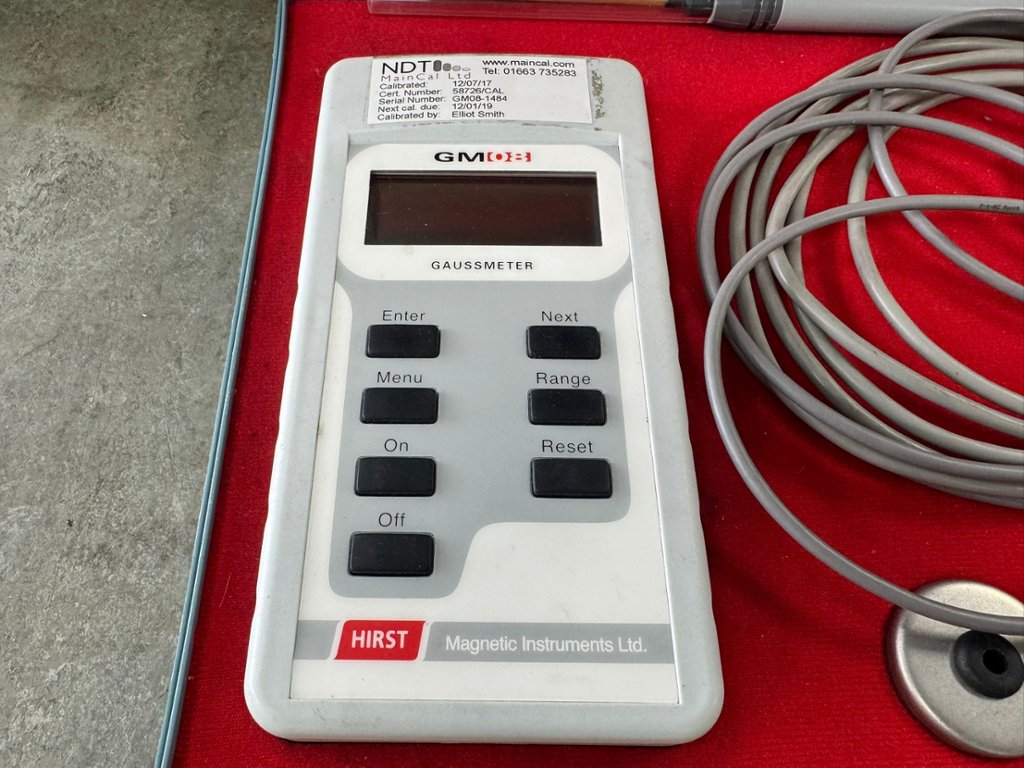 NDT www.maincal.com
MainCal Ltd Tel: 01663 735283
Calibrated: 12/07/17
Cert. Number: 58726/CAL
Serial Number: GM08-1484
Next cal. due: 12/01/19
Calibrated by: Elliot Smith
GM08
GAUSSMETER
Enter Next
Menu Range
On Reset
Off
HIRST Magnetic Instruments Ltd.